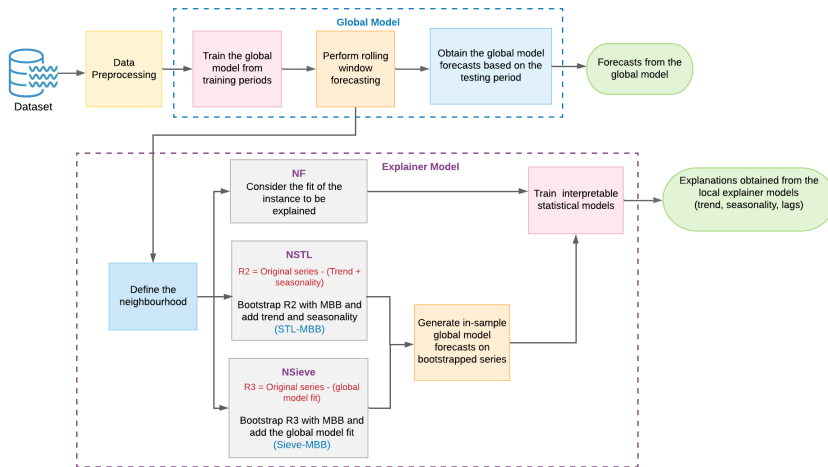 Global Model
Dataset
Data
Preprocessing
Train the global
model from
training periods
Perform rolling
window
forecasting
Obtain the global model
forecasts based on the
testing period
Forecasts from the
global model
Explainer Model
NF
Consider the fit of the
instance to be
explained
Train interpretable
statistical models
Explanations obtained from the
local explainer models
(trend, seasonality, lags)
Define the
neighbourhood
NSTL
R2 = Original series - (Trend +
seasonality)
Bootstrap R2 with MBB and
add trend and seasonality
(STL-MBB)
Generate in-sample
global model
forecasts on
bootstrapped series
NSieve
R3 = Original series - (global
model fit)
Bootstrap R3 with MBB and
add the global model fit
(Sieve-MBB)